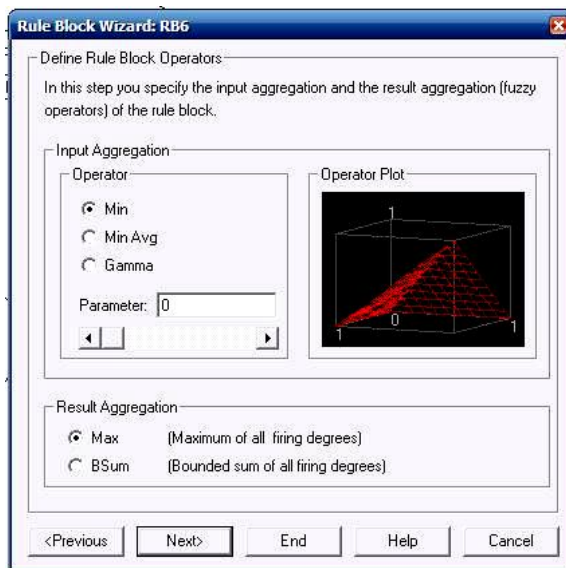 Rule Block Wizard: RB6
Define Rule Block Operators
In this step you specify the input aggregation and the result aggregation (fuzzy
operators) of the rule block.
Input Aggregation
Operator
Min
Min Avg
Gamma
Parameter: 0
Operator Plot
1
1
0
1
Result Aggregation
Max (Maximum of all firing degrees)
BSum (Bounded sum of all firing degrees)
<Previous Next> End Help Cancel